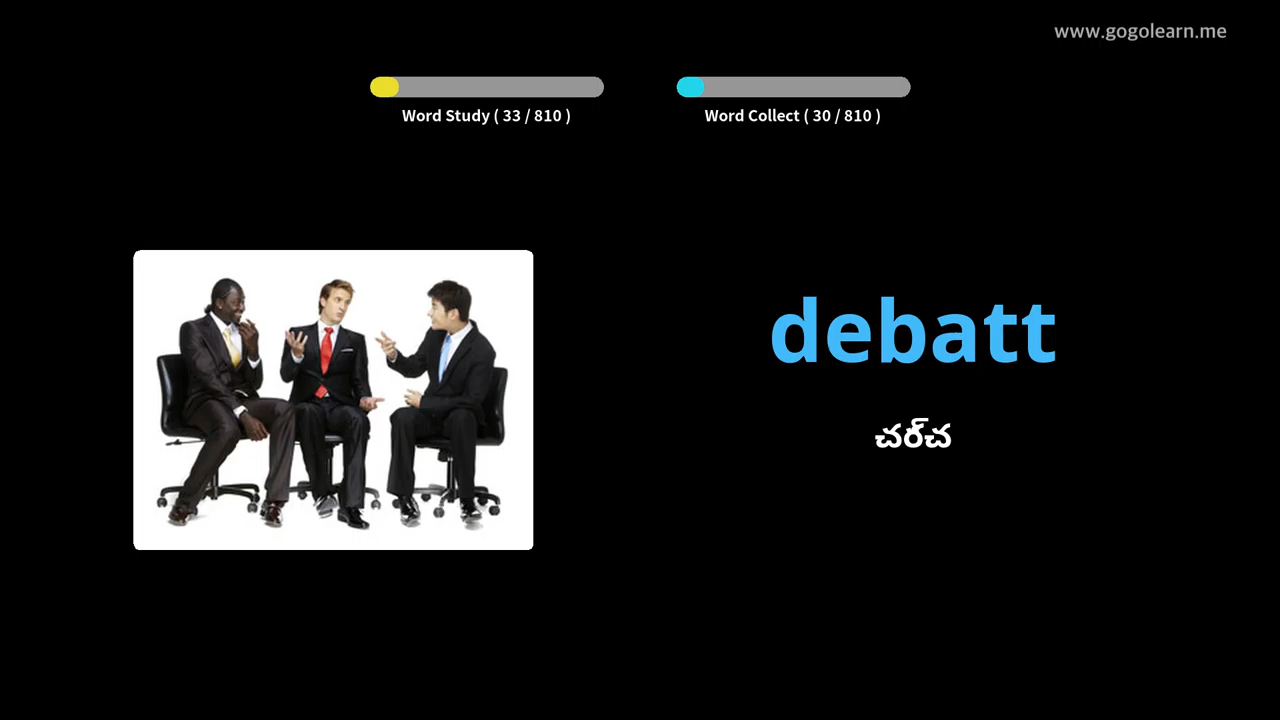 www.gogolearn.me
Word Study ( 33 / 810 )
Word Collect ( 30 / 810 )
debatt
చర్చ